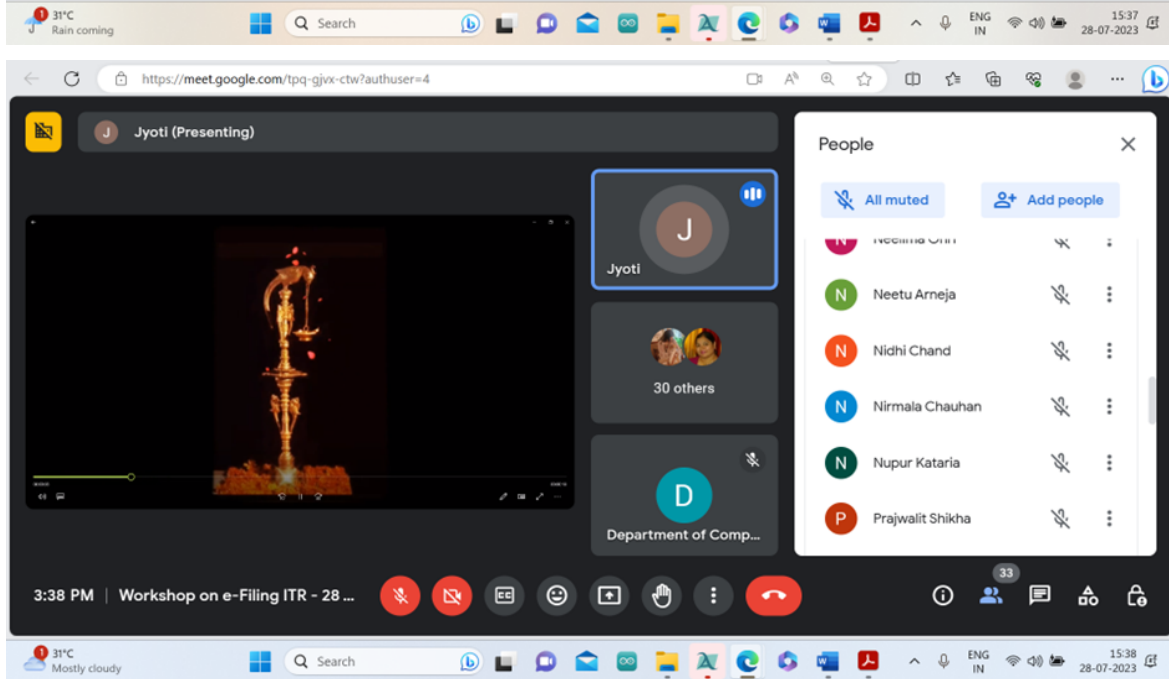 1
31°C
Rain coming
Search
ENG
IN
15:37
28-07-2023
https://meet.google.com/tpq-gjvx-ctw?authuser=4
J
Jyoti (Presenting)
J
Jyoti
30 others
D
Department of Comp...
People
All muted
Add people
N
Neetu Arneja
N
Nidhi Chand
N
Nirmala Chauhan
N
Nupur Kataria
P
Prajwalit Shikha
3:38 PM | Workshop on e-Filing ITR - 28 ...
CC
33
1
31°C
Mostly cloudy
Search
ENG
IN
15:38
28-07-2023